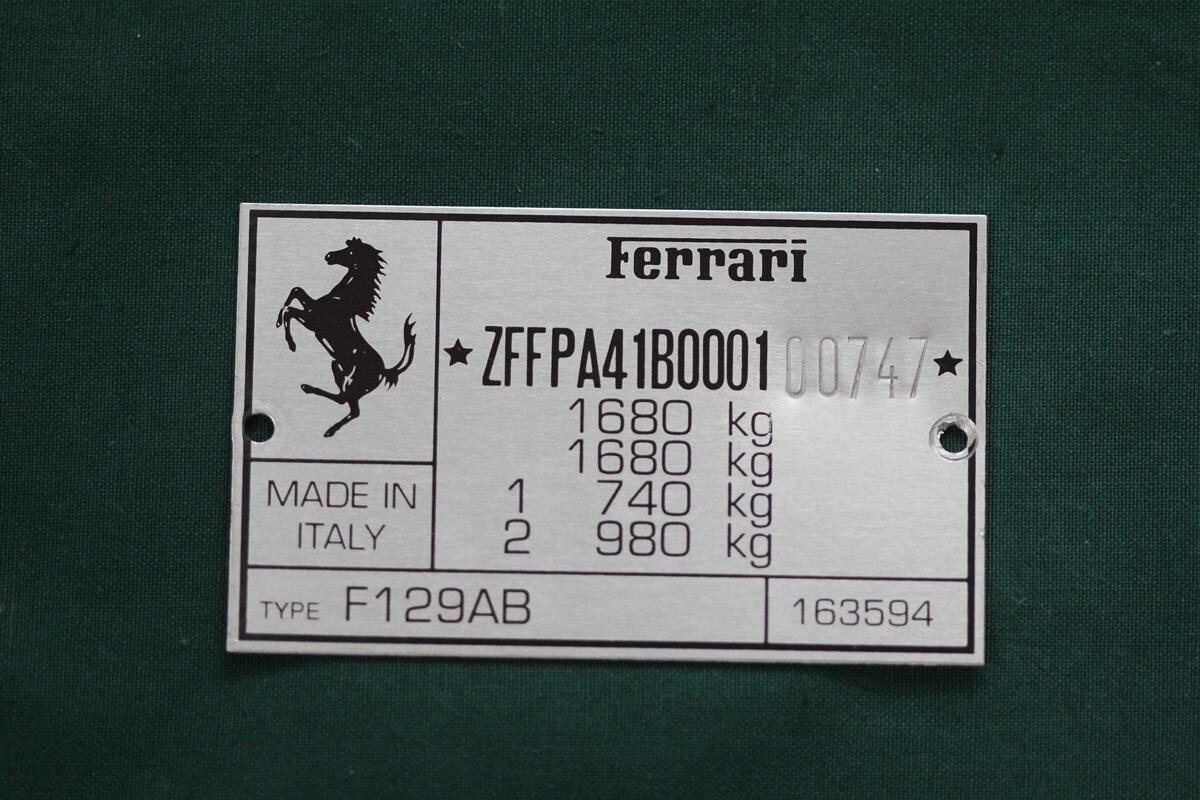 Ferrari
★ZFFPA41B000100747★
1680 kg
1680 kg
1 740 kg
2 980 kg
MADE IN
ITALY
TYPE F129AB
163594